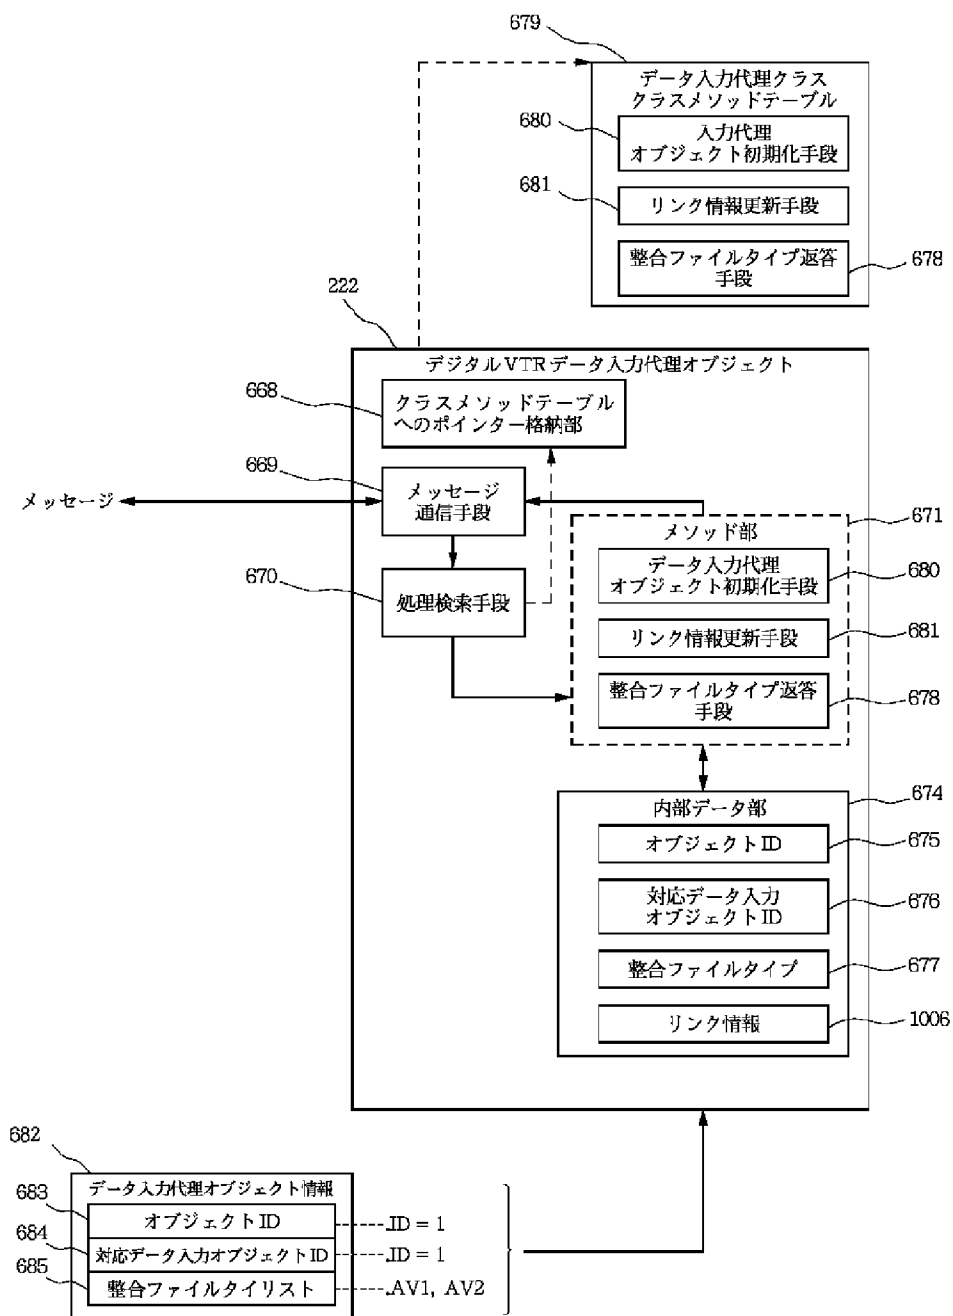 679
データ入力代理クラス
クラスメソッドテーブル
680
入力代理
オブジェクト初期化手段
681
リンク情報更新手段
整合ファイルタイプ返答
手段
678
222
デジタルVTRデータ入力代理オブジェクト
668
クラスメソッドテーブル
へのポインター格納部
669
メッセージ
メッセージ
通信手段
671
メソッド部
670
処理検索手段
データ入力代理
オブジェクト初期化手段
680
リンク情報更新手段
681
整合ファイルタイプ返答
手段
678
674
内部データ部
オブジェクトID
675
対応データ入力
オブジェクトID
676
整合ファイルタイプ
677
リンク情報
1006
682
データ入力代理オブジェクト情報
683
オブジェクトID
ID = 1
684
対応データ入力オブジェクトID
ID = 1
685
整合ファイルタイリスト
AV1, AV2